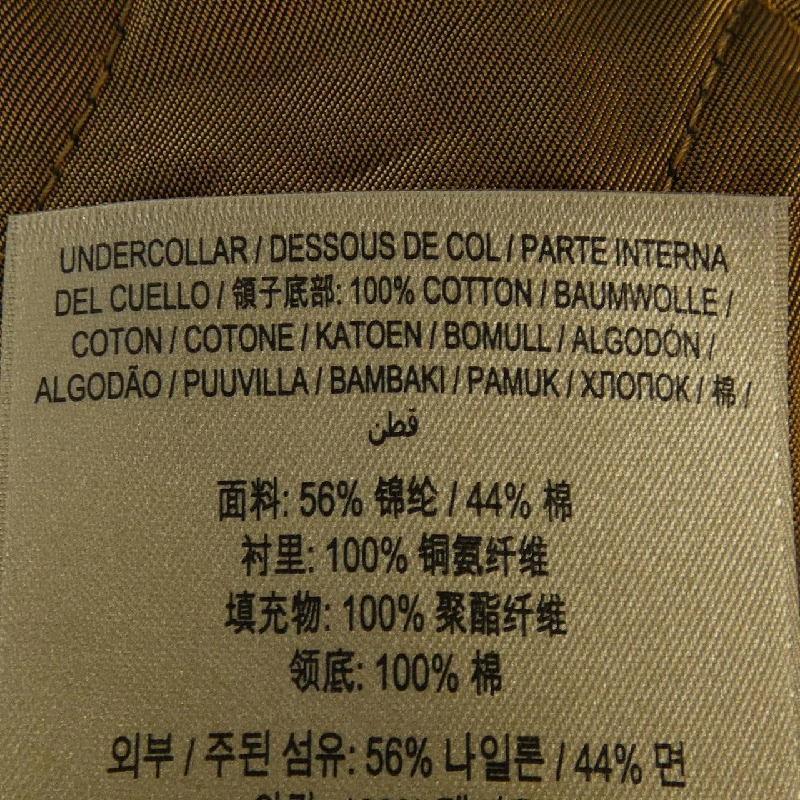 UNDERCOLLAR / DESSOUS DE COL / PARTE INTERNA
DEL CUELLO / 領子底部: 100% COTTON / BAUMWOLLE /
COTON / COTONE / KATOEN / BOMULL / ALGODÓN /
ALGODÃO / PUUVILLA / BAMBAKI / PAMUK / ХЛОПОК / 棉 /
قطن
面料: 56% 锦纶 / 44% 棉
衬里: 100% 铜氨纤维
填充物: 100% 聚酯纤维
领底: 100% 棉
외부 / 주된 섬유: 56% 나일론 / 44% 면